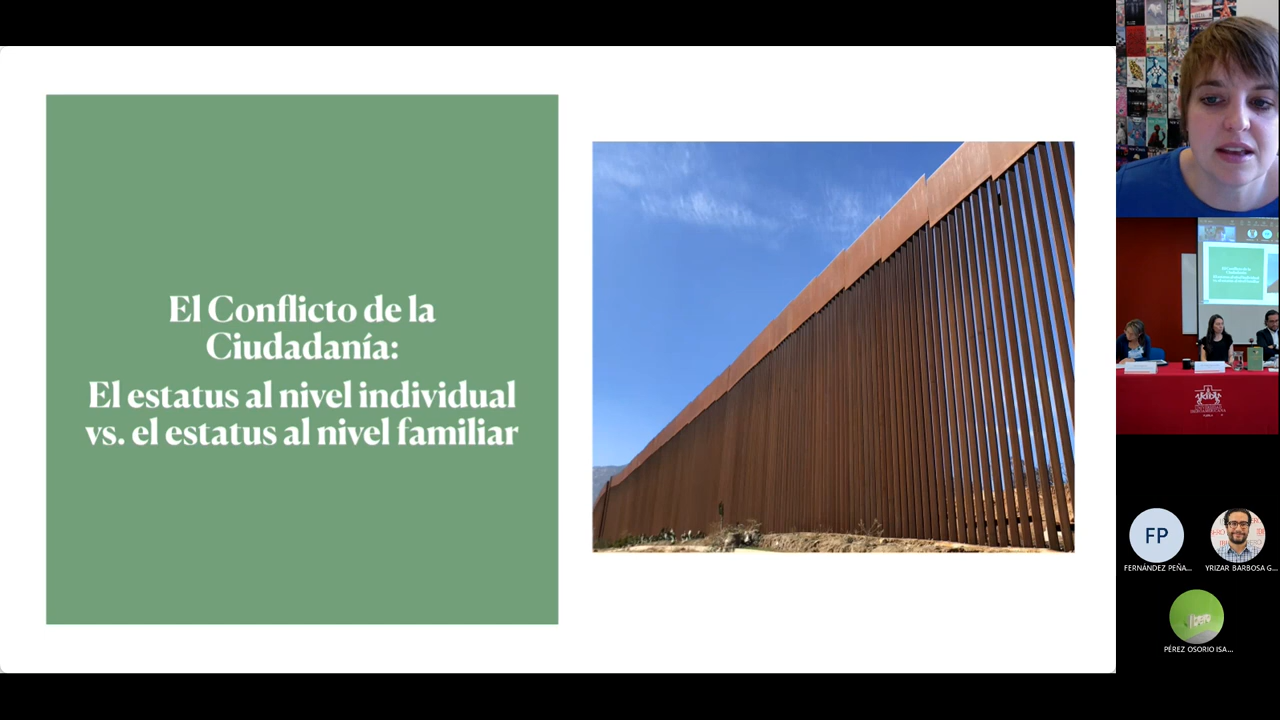 El Conflicto de la
Ciudadanía:
El estatus al nivel individual
vs. el estatus al nivel familiar
FP
FERNÁNDEZ PEÑA...
YRIZAR BARBOSA G...
PÉREZ OSORIO ISA...